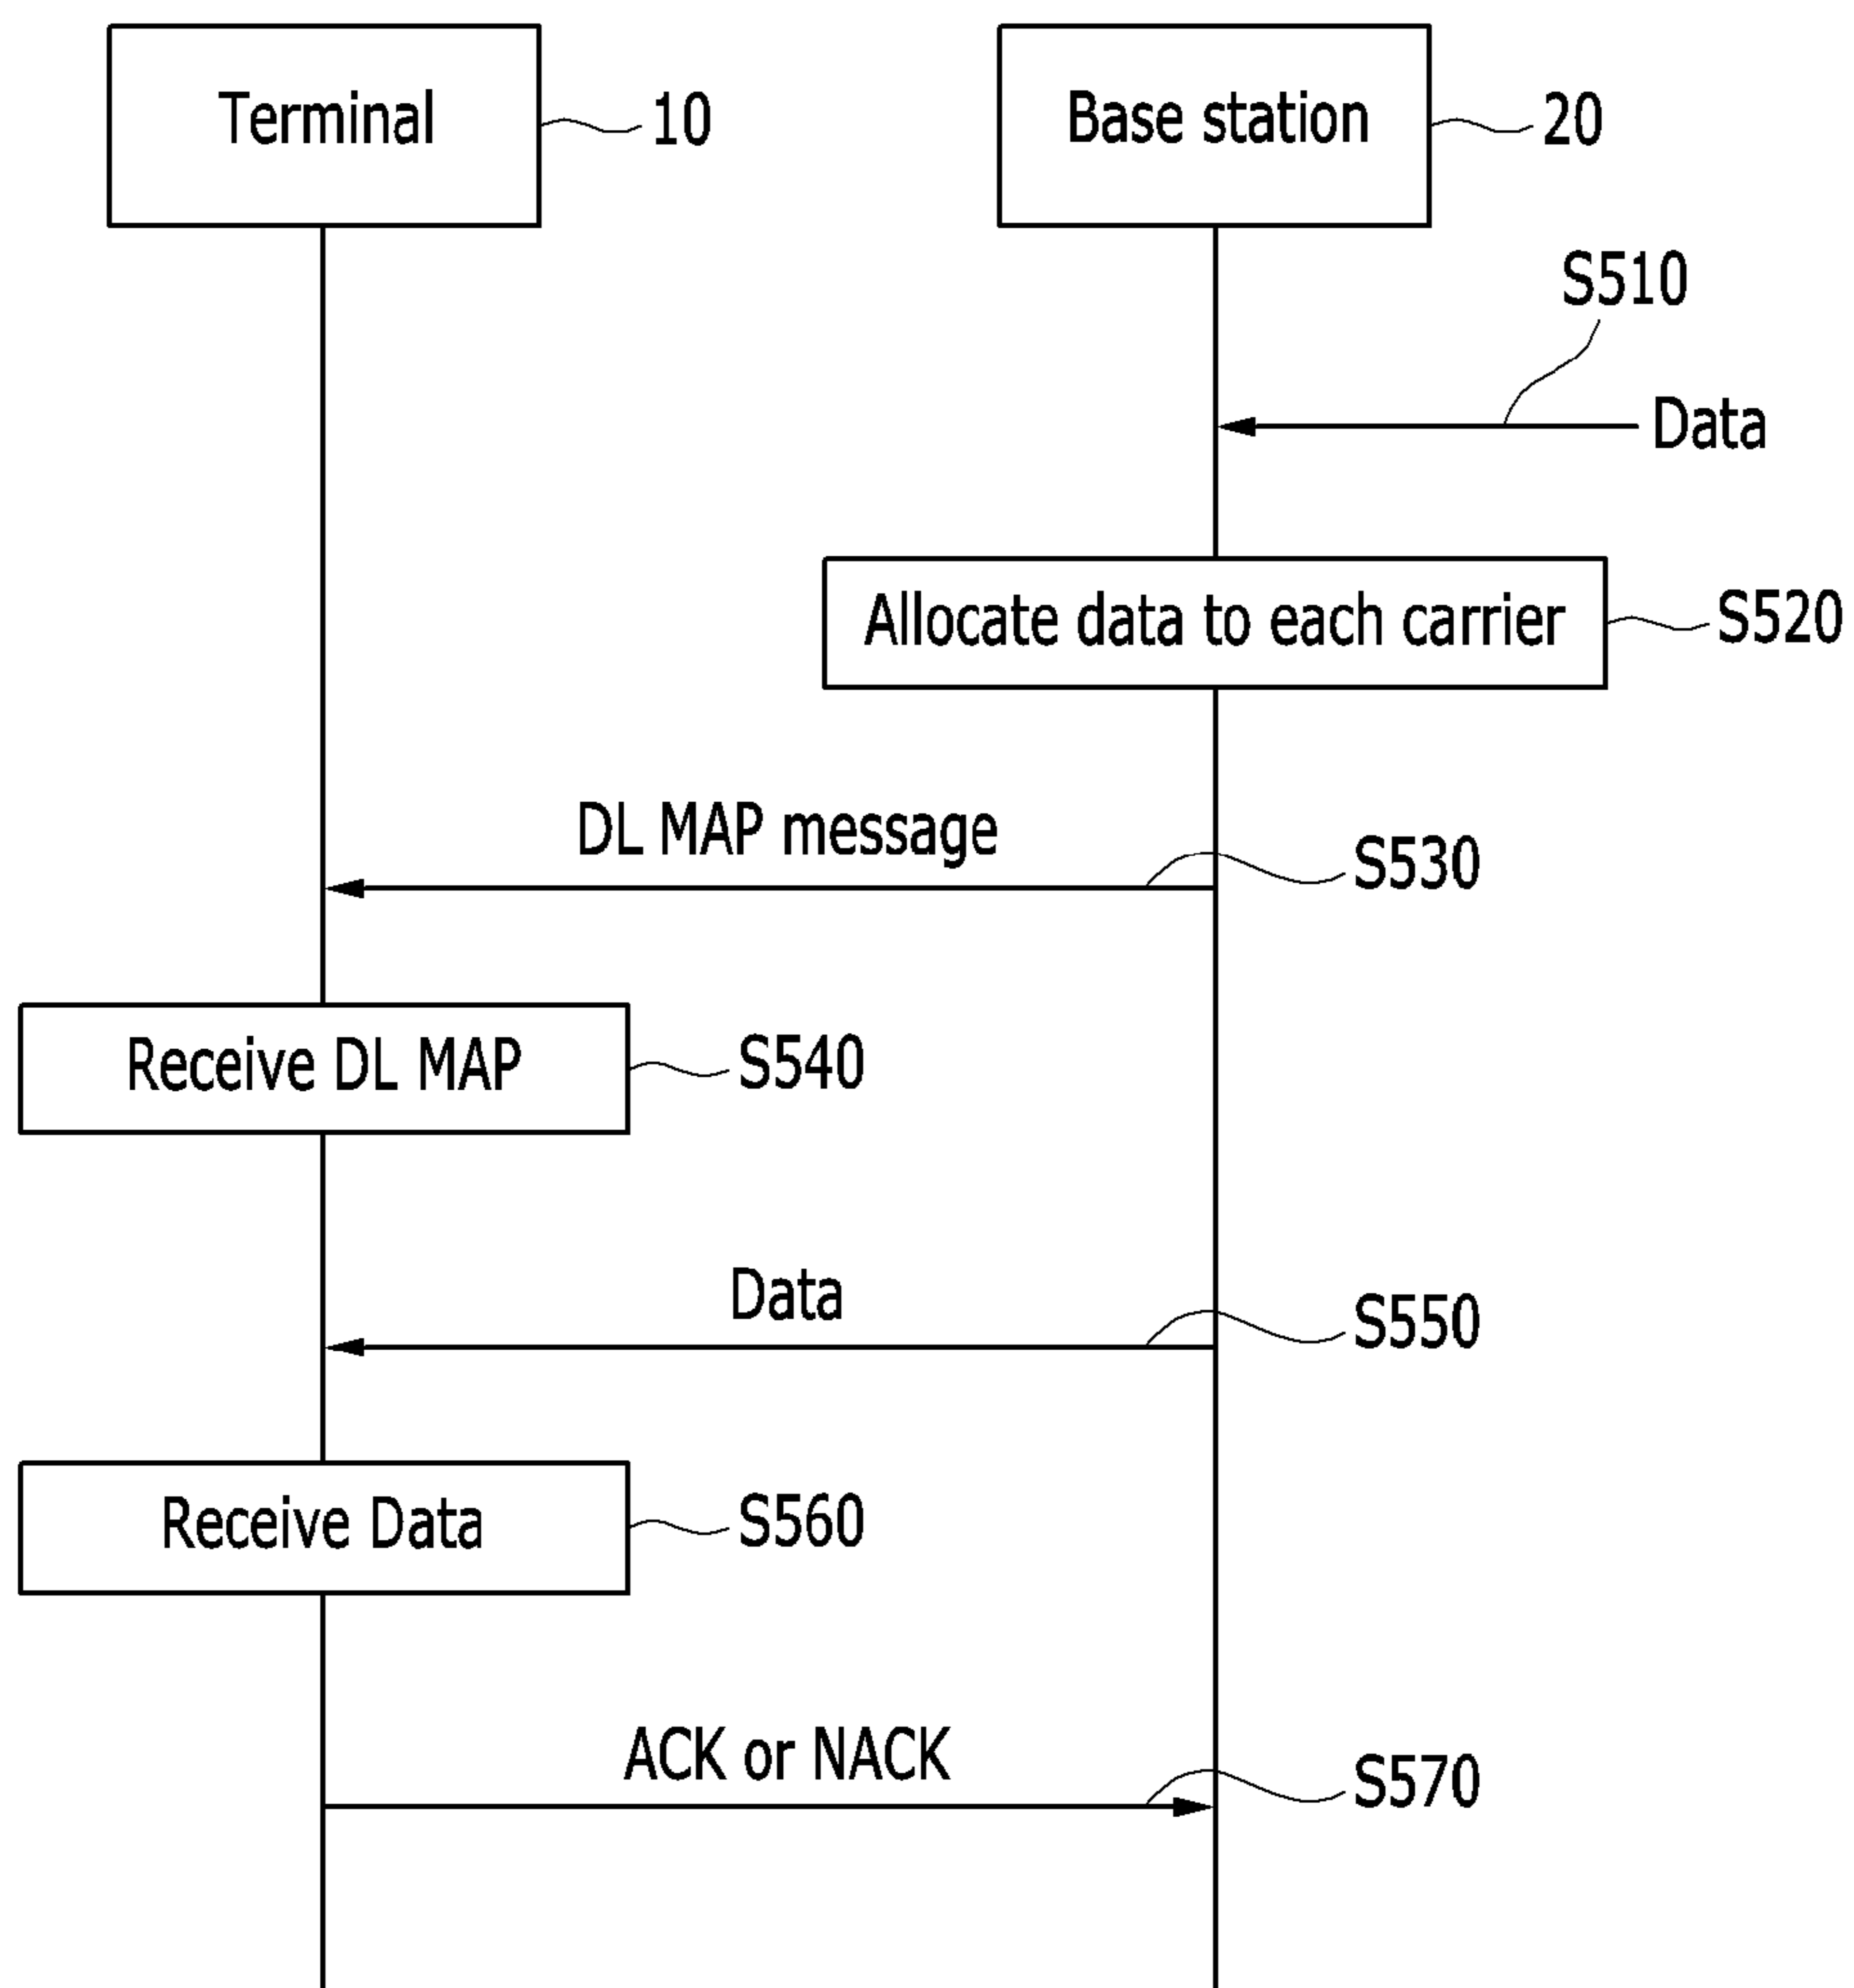 Terminal
10
Base station
20
S510
Data
Allocate data to each carrier
S520
DL MAP message
S530
Receive DL MAP
S540
Data
S550
Receive Data
S560
ACK or NACK
S570